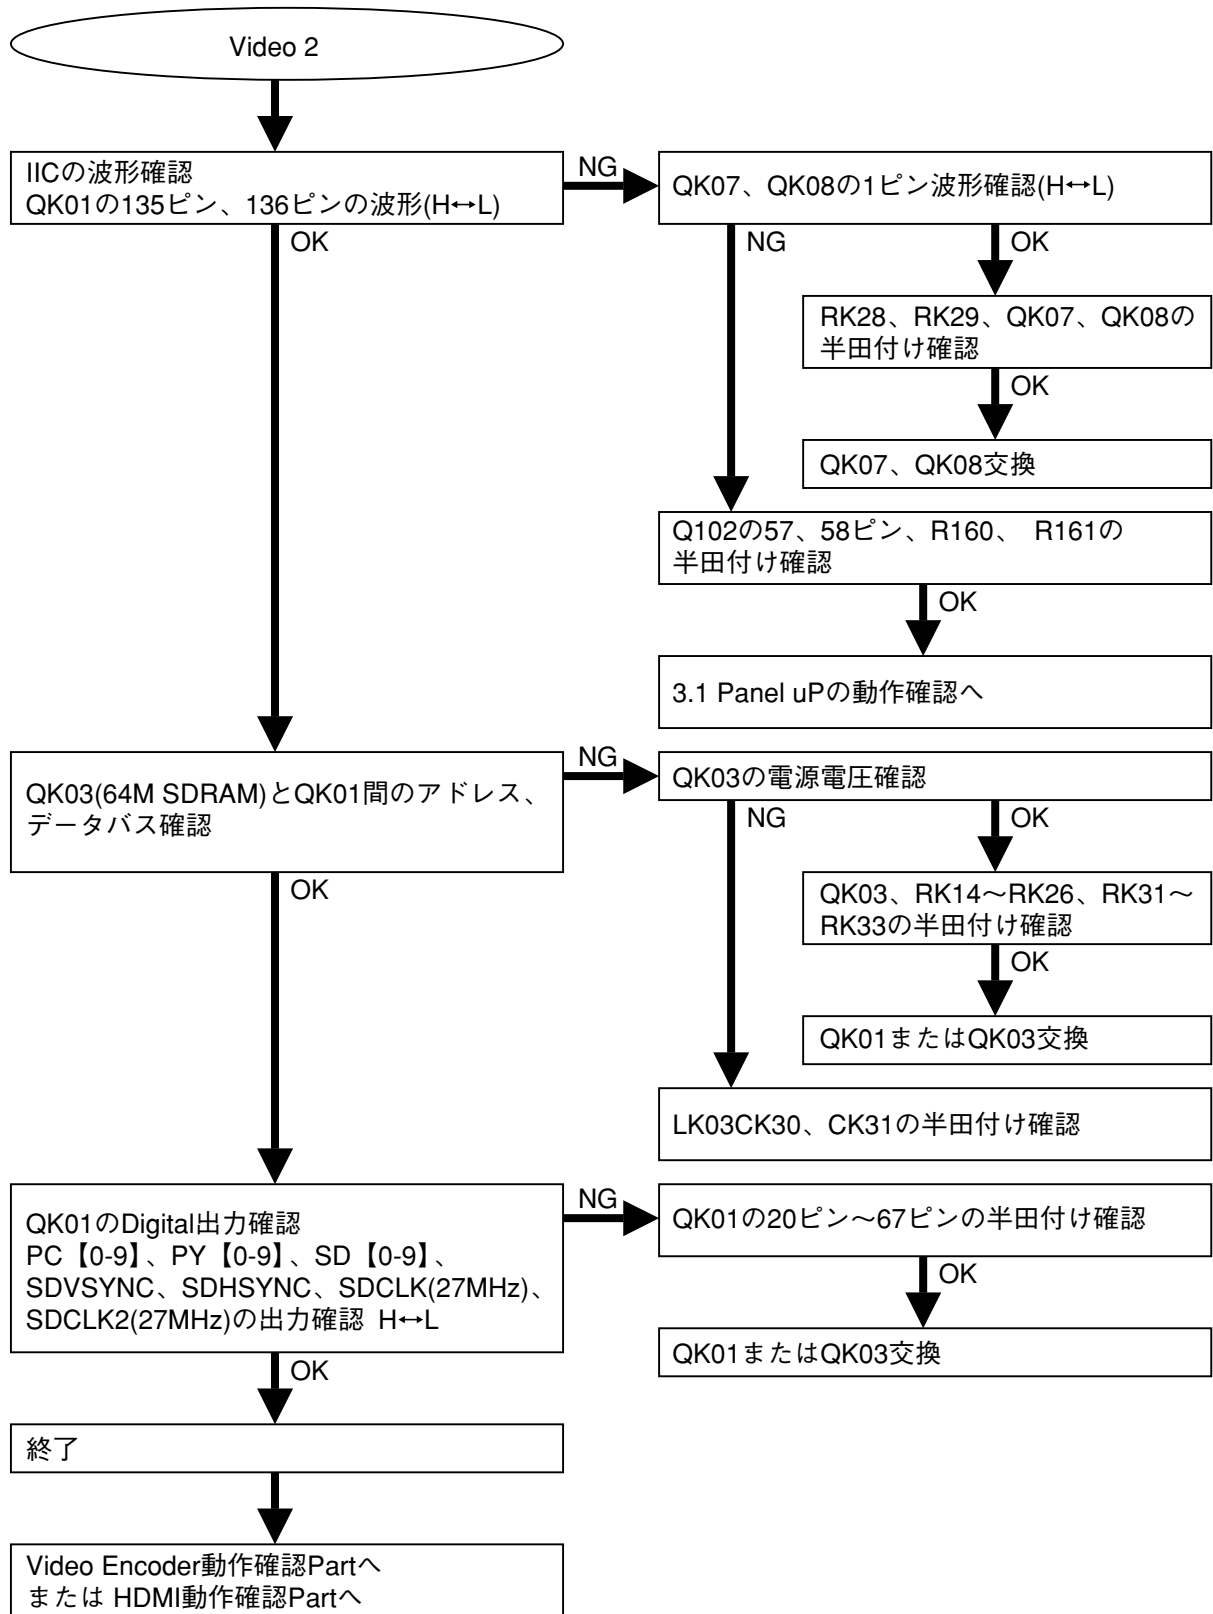 Video 2
IICの波形確認
QK01の135ピン、136ピンの波形(H↔L)
NG
QK07、QK08の1ピン波形確認(H↔L)
OK
NG
OK
RK28、RK29、QK07、QK08の
半田付け確認
OK
QK07、QK08交換
Q102の57、58ピン、R160、 R161の
半田付け確認
OK
3.1 Panel uPの動作確認へ
QK03(64M SDRAM)とQK01間のアドレス、
データバス確認
NG
QK03の電源電圧確認
OK
NG
OK
QK03、RK14～RK26、RK31～
RK33の半田付け確認
OK
QK01またはQK03交換
LK03CK30、CK31の半田付け確認
QK01のDigital出力確認
PC【0-9】、PY【0-9】、SD【0-9】、
SDVSYNC、SDHSYNC、SDCLK(27MHz)、
SDCLK2(27MHz)の出力確認 H↔L
NG
QK01の20ピン～67ピンの半田付け確認
OK
QK01またはQK03交換
OK
終了
Video Encoder動作確認Partへ
または HDMI動作確認Partへ